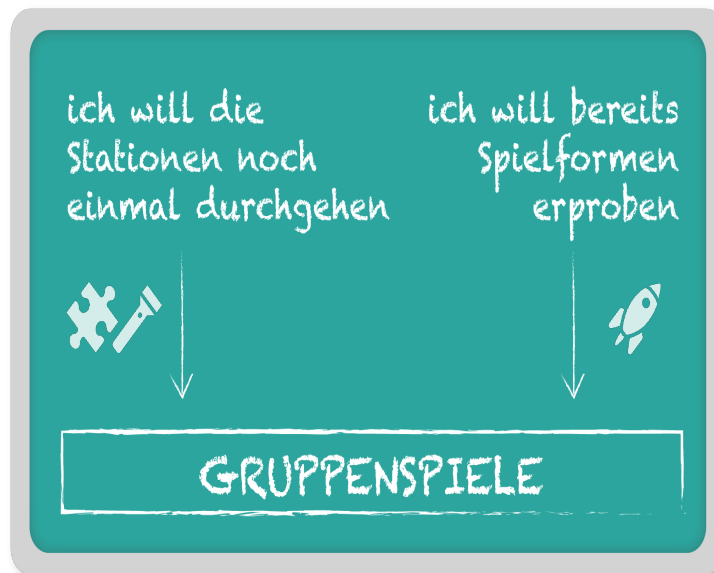 ich will die
Stationen noch
einmal durchgehen
ich will bereits
Spielformen
erproben
GRUPPENSPIELE